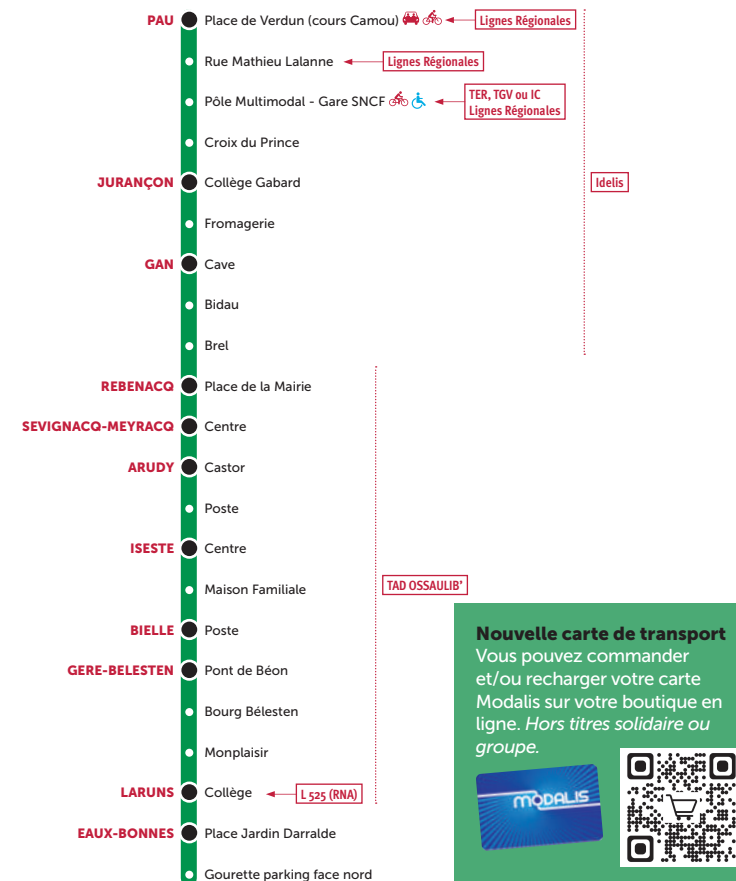 PAU Place de Verdun (cours Camou) Lignes Régionales
Rue Mathieu Lalanne Lignes Régionales
Pôle Multimodal - Gare SNCF TER, TGV ou IC
Lignes Régionales
Croix du Prince
JURANÇON Collège Gabard Idelis
Fromagerie
GAN Cave
Bidau
Brel
REBENACQ Place de la Mairie
SEVIGNACQ-MEYRACQ Centre
ARUDY Castor
Poste
ISESTE Centre
Maison Familiale TAD OSSAULIB'
BIELLE Poste
GERE-BELESTEN Pont de Béon
Bourg Bélesten
Monplaisir
LARUNS Collège L 525 (RNA)
EAUX-BONNES Place Jardin Darralde
Gourette parking face nord
Nouvelle carte de transport
Vous pouvez commander
et/ou recharger votre carte
Modalis sur votre boutique en
ligne. Hors titres solidaire ou
groupe.
MODALIS